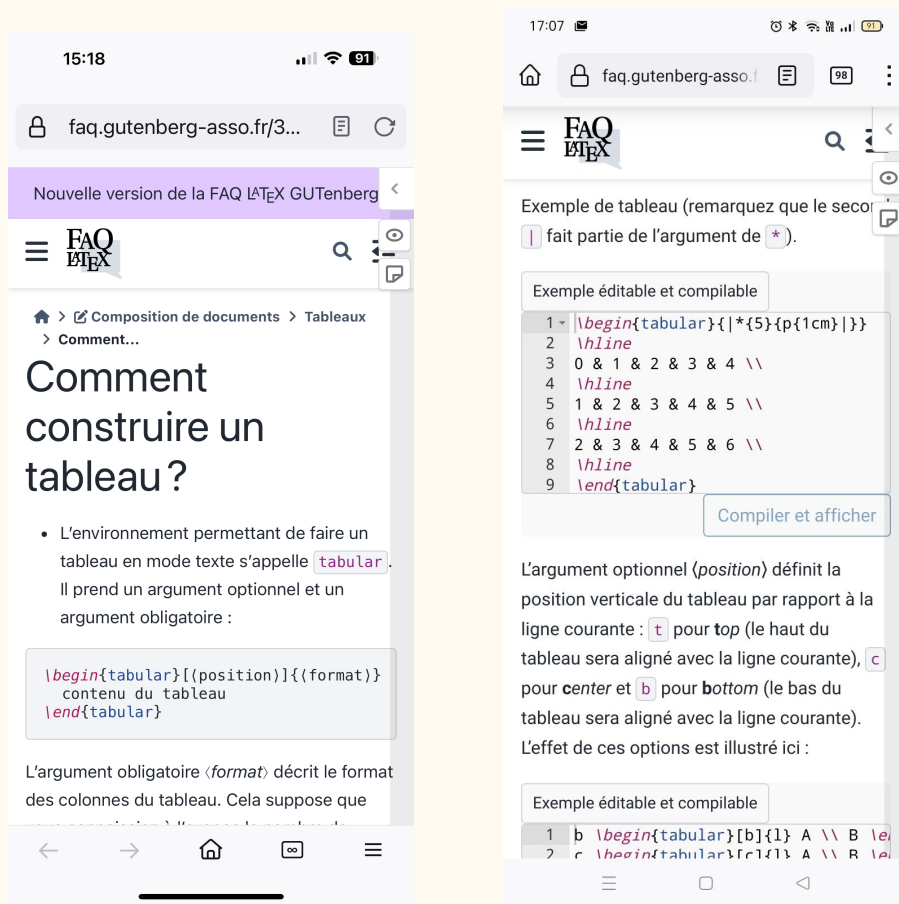 15:18
91
faq.gutenberg-asso.fr/3...
Nouvelle version de la FAQ LATEX GUTenberg
FAQ
LATEX
Composition de documents > Tableaux
> Comment...
Comment
construire un
tableau ?
• L’environnement permettant de faire un
tableau en mode texte s’appelle tabular.
Il prend un argument optionnel et un
argument obligatoire :
\begin{tabular}[⟨position⟩]{⟨format⟩}
contenu du tableau
\end{tabular}
L’argument obligatoire ⟨format⟩ décrit le format
des colonnes du tableau. Cela suppose que
17:07
91
faq.gutenberg-asso.f
98
FAQ
LATEX
Exemple de tableau (remarquez que le seco
| fait partie de l’argument de *).
Exemple éditable et compilable
1 \begin{tabular}{|*{5}{p{1cm}|}}
2 \hline
3 0 & 1 & 2 & 3 & 4 \\
4 \hline
5 1 & 2 & 3 & 4 & 5 \\
6 \hline
7 2 & 3 & 4 & 5 & 6 \\
8 \hline
9 \end{tabular}
Compiler et afficher
L’argument optionnel ⟨position⟩ définit la
position verticale du tableau par rapport à la
ligne courante : t pour top (le haut du
tableau sera aligné avec la ligne courante), c
pour center et b pour bottom (le bas du
tableau sera aligné avec la ligne courante).
L’effet de ces options est illustré ici :
Exemple éditable et compilable
1 b \begin{tabular}[b]{l} A \\ B \e
2 c \begin{tabular}[c]{l} A \\ B \e